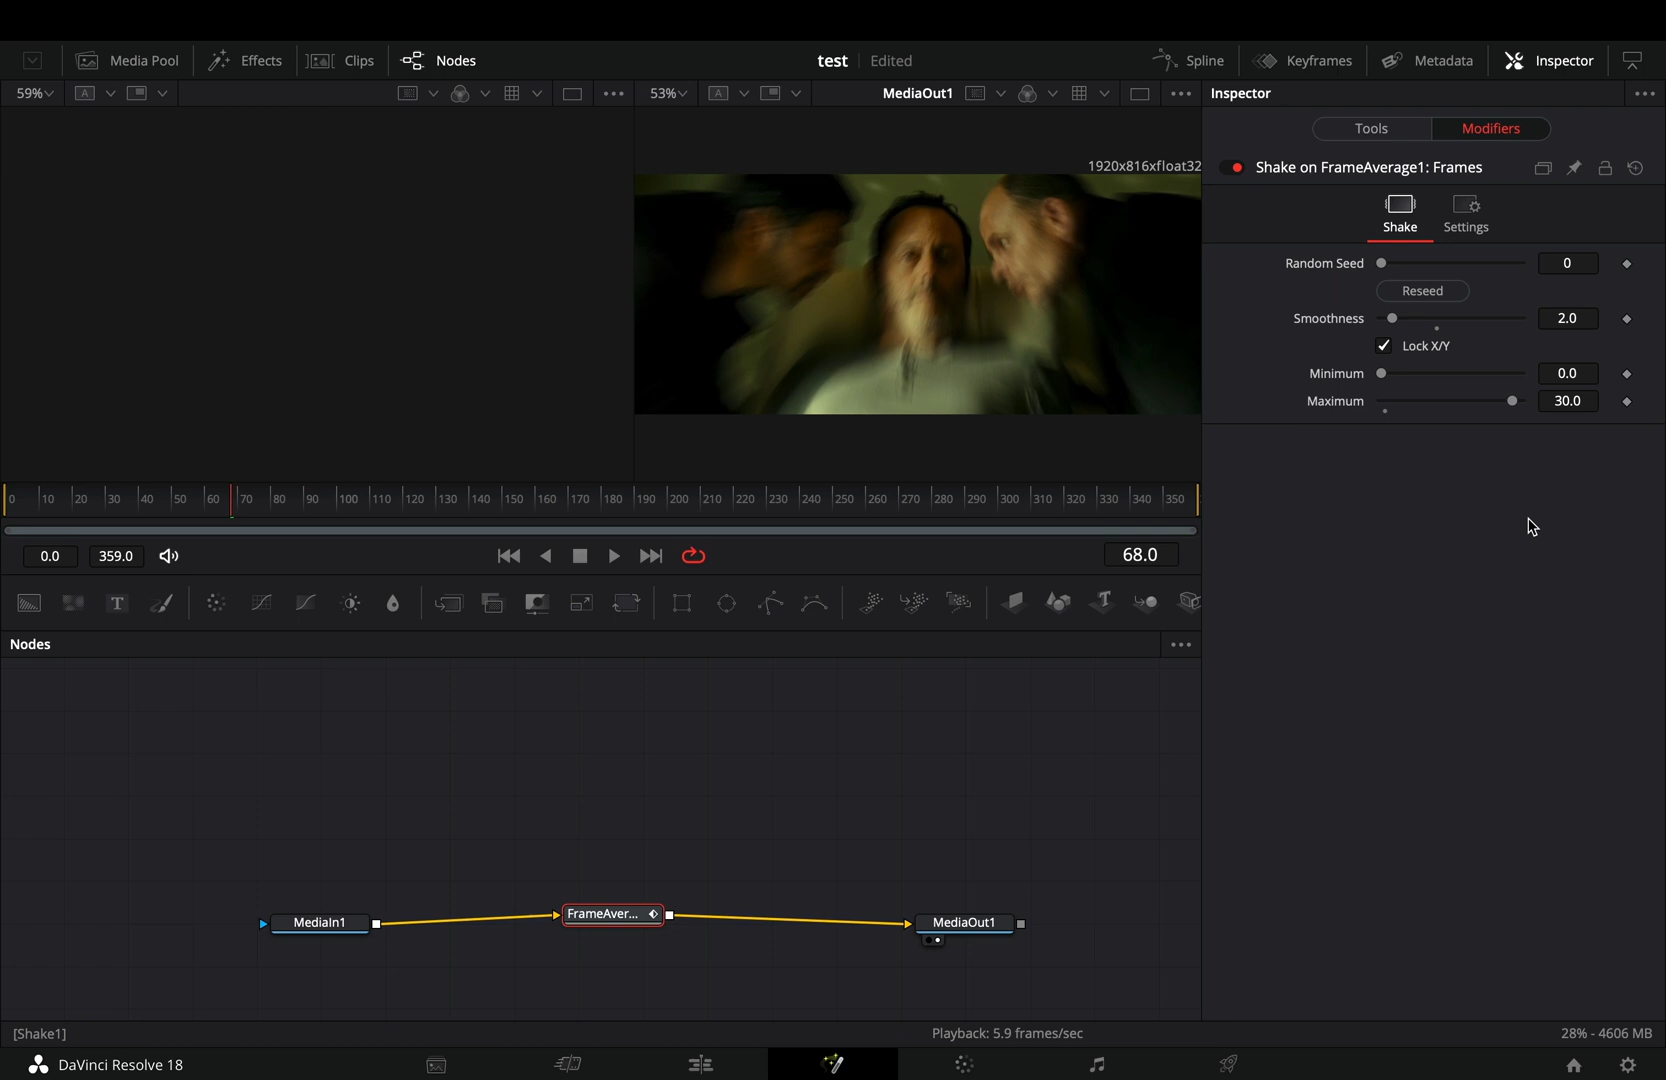 Media Pool Effects Clips Nodes test Edited Spline Keyframes Metadata Inspector
59% A 53% A MediaOut1 Inspector
Tools Modifiers
1920x816xfloat32
Shake on FrameAverage1: Frames
Shake Settings
Random Seed 0
Reseed
Smoothness 2.0
Lock X/Y
Minimum 0.0
Maximum 30.0
0 10 20 30 40 50 60 70 80 90 100 110 120 130 140 150 160 170 180 190 200 210 220 230 240 250 260 270 280 290 300 310 320 330 340 350
0.0 359.0 68.0
T T
Nodes
MediaIn1 FrameAver... MediaOut1
[Shake1] Playback: 5.9 frames/sec 28% - 4606 MB
DaVinci Resolve 18